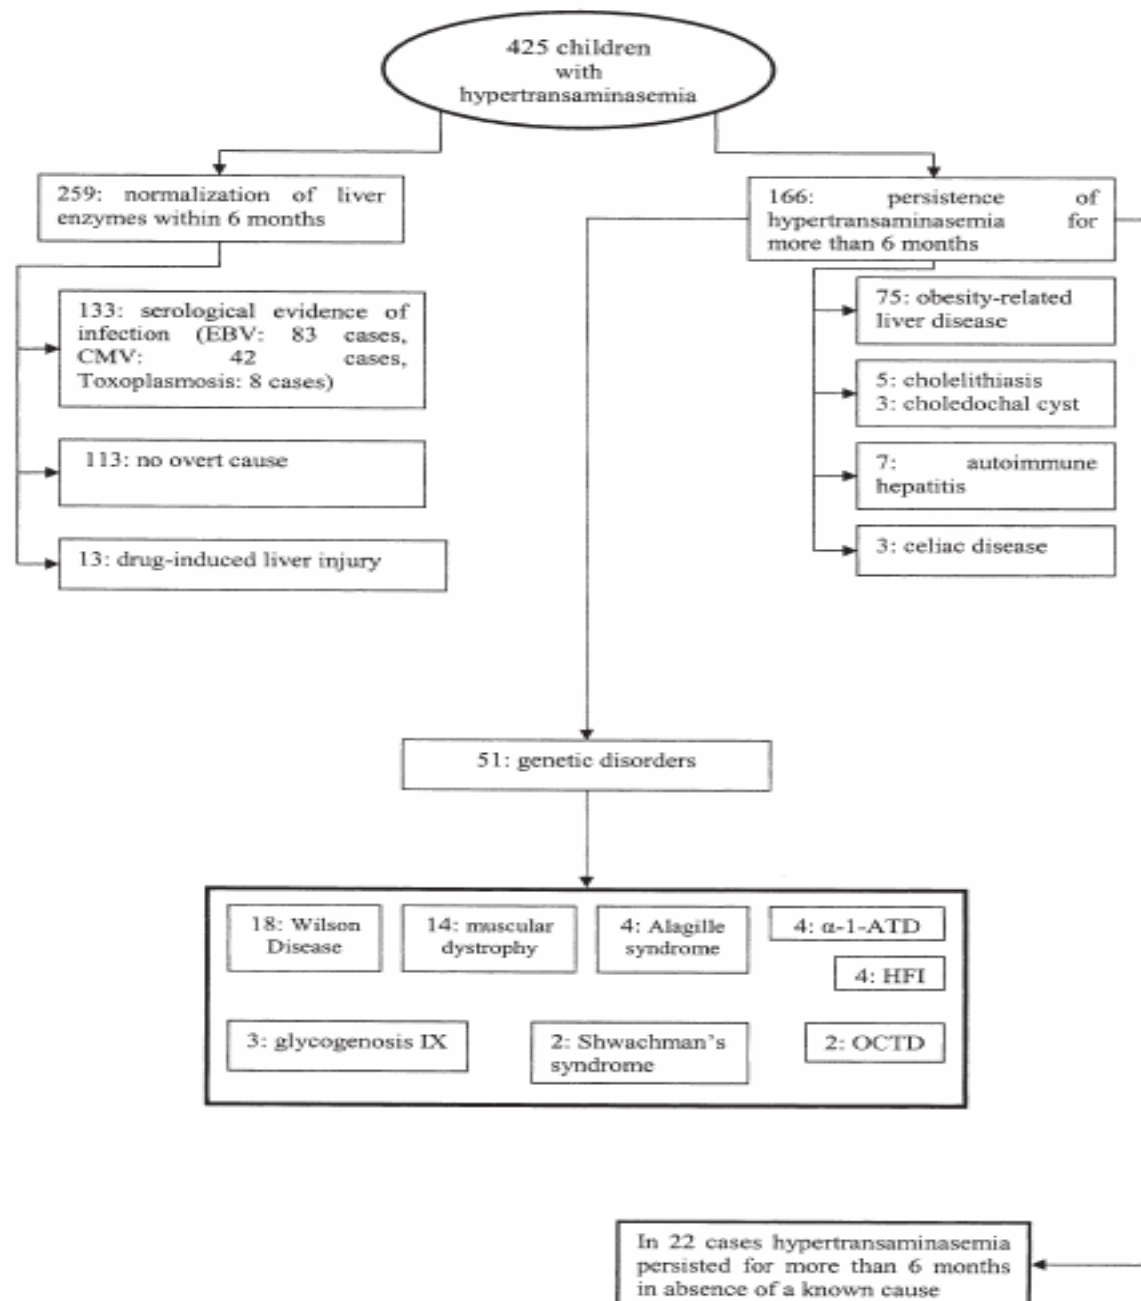 425 children
with
hypertransaminasemia
259: normalization of liver
enzymes within 6 months
166: persistence of
hypertransaminasemia for
more than 6 months
133: serological evidence of
infection (EBV: 83 cases,
CMV: 42 cases,
Toxoplasmosis: 8 cases)
113: no overt cause
13: drug-induced liver injury
75: obesity-related
liver disease
5: cholelithiasis
3: choledochal cyst
7: autoimmune
hepatitis
3: celiac disease
51: genetic disorders
18: Wilson
Disease
14: muscular
dystrophy
4: Alagille
syndrome
4: α-1-ATD
4: HFI
3: glycogenosis IX
2: Shwachman's
syndrome
2: OCTD
In 22 cases hypertransaminasemia
persisted for more than 6 months
in absence of a known cause